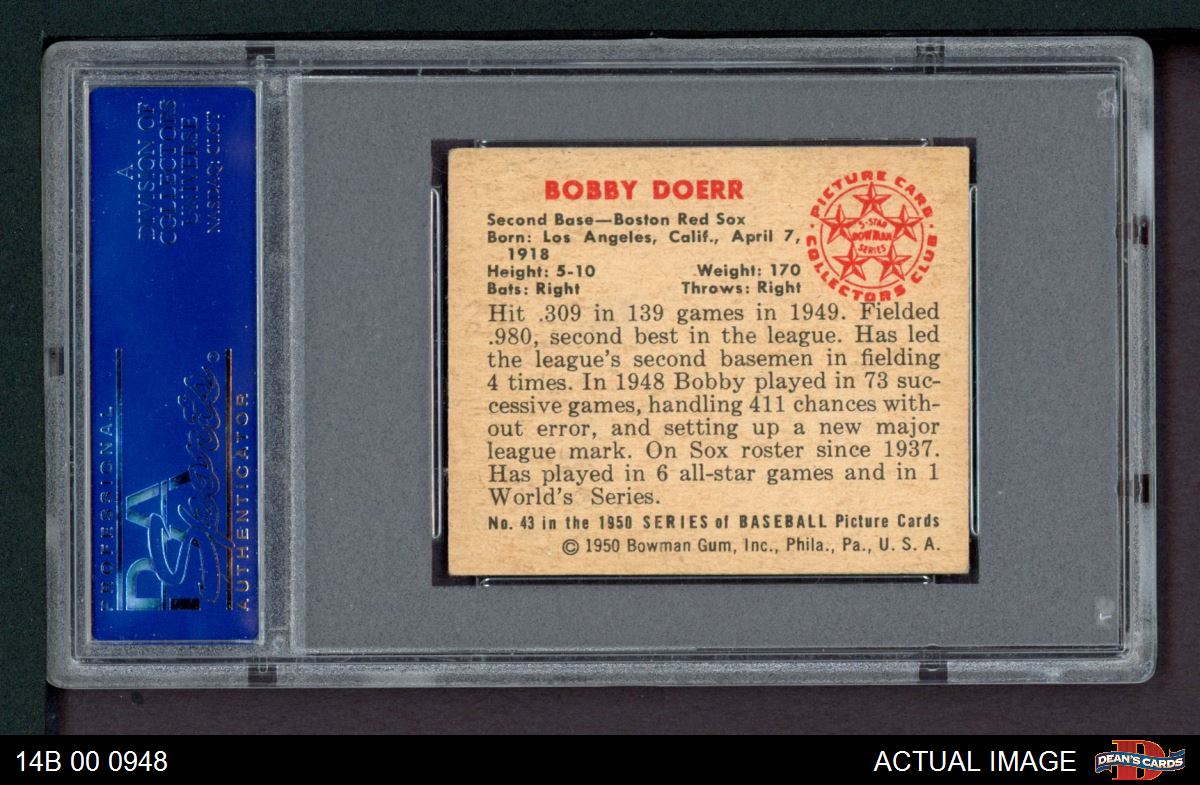 A
DIVISION OF
COLLECTORS
UNIVERSE
NASDAQ: CLCT
PROFESSIONAL
PSA
Sports
AUTHENTICATOR
BOBBY DOERR
Second Base—Boston Red Sox
Born: Los Angeles, Calif., April 7,
1918
Height: 5-10 Weight: 170
Bats: Right Throws: Right
PICTURE CARD
COLLECTORS CLUB
5-STAR
BOWMAN
SERIES
Hit .309 in 139 games in 1949. Fielded
.980, second best in the league. Has led
the league's second basemen in fielding
4 times. In 1948 Bobby played in 73 suc-
cessive games, handling 411 chances with-
out error, and setting up a new major
league mark. On Sox roster since 1937.
Has played in 6 all-star games and in 1
World's Series.
No. 43 in the 1950 SERIES of BASEBALL Picture Cards
© 1950 Bowman Gum, Inc., Phila., Pa., U. S. A.
14B 00 0948
ACTUAL IMAGE
D
DEAN'S CARDS